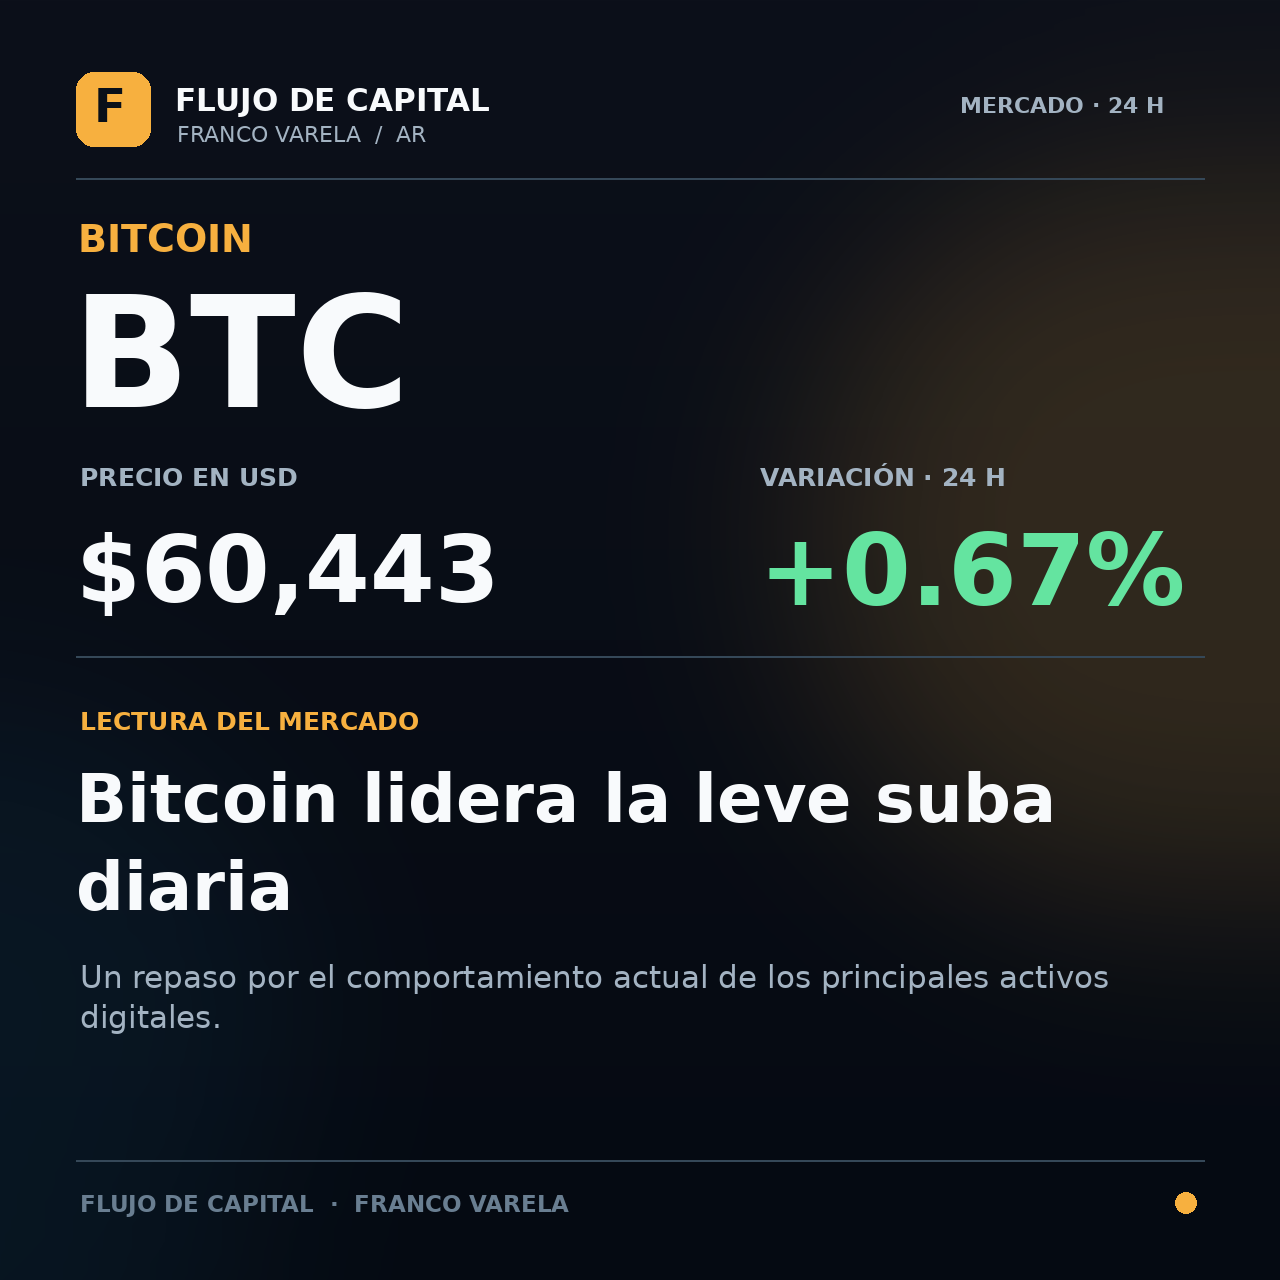 F
FLUJO DE CAPITAL
FRANCO VARELA / AR
MERCADO · 24 H
BITCOIN
BTC
PRECIO EN USD
$60,443
VARIACIÓN · 24 H
+0.67%
LECTURA DEL MERCADO
Bitcoin lidera la leve suba
diaria
Un repaso por el comportamiento actual de los principales activos
digitales.
FLUJO DE CAPITAL · FRANCO VARELA